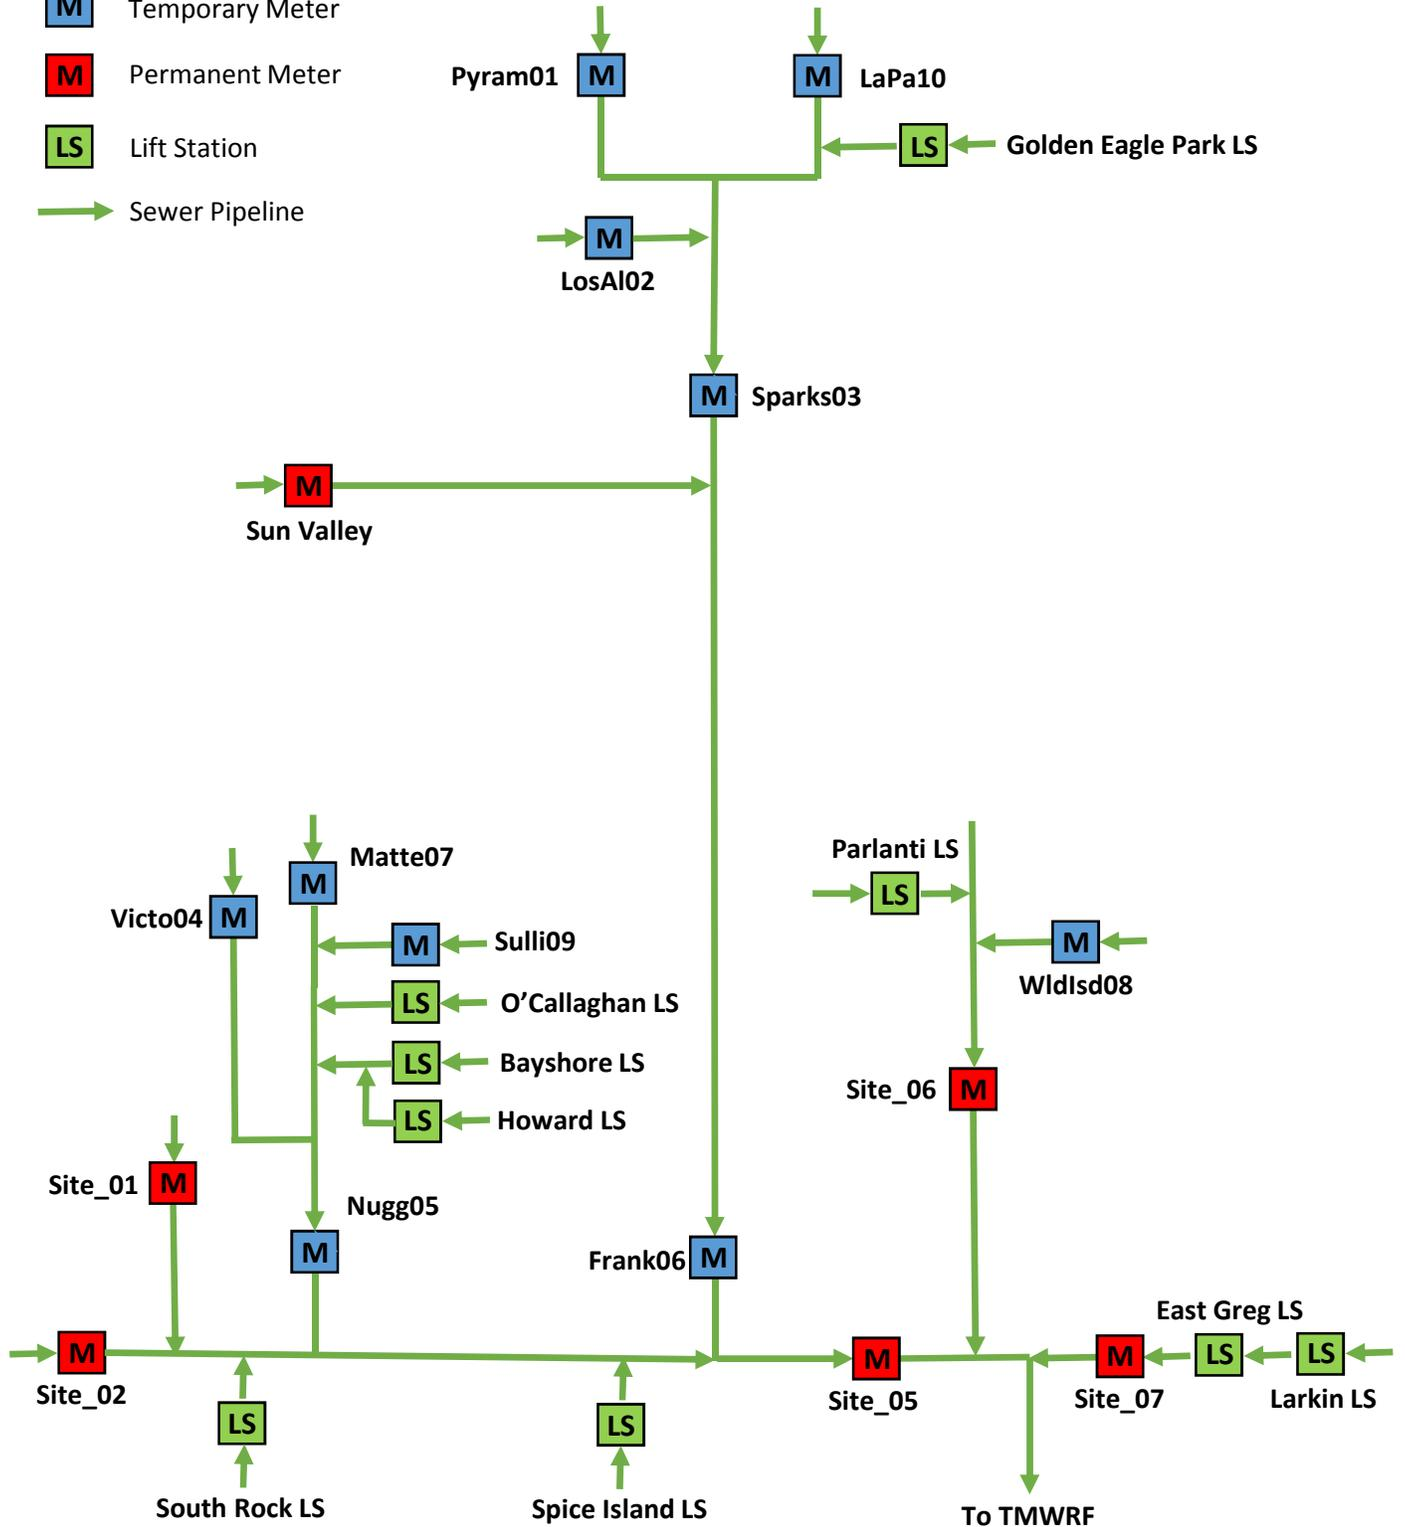 M Temporary Meter
M Permanent Meter
LS Lift Station
Sewer Pipeline
Pyram01 M
M LaPa10
LS Golden Eagle Park LS
M
LosAl02
M Sparks03
M
Sun Valley
Matte07
M
Victo04 M
M Sulli09
LS O’Callaghan LS
LS Bayshore LS
LS Howard LS
Parlanti LS
LS
M
WldIsd08
Site_06 M
Site_01 M
Nugg05
M
Frank06 M
M
Site_02
LS
South Rock LS
LS
Spice Island LS
M
Site_05
East Greg LS
M LS LS
Site_07 Larkin LS
To TMWRF